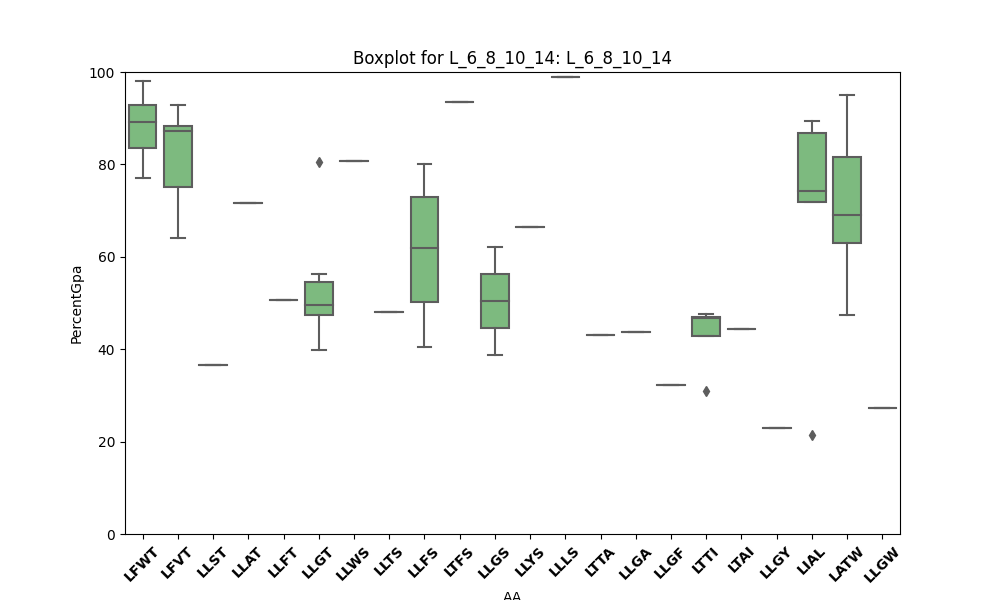 Boxplot for L_6_8_10_14: L_6_8_10_14
100
80
60
40
20
0
PercentGpa
LFWT
LFVT
LLST
LLAT
LLFT
LLGT
LLWS
LLTS
LLFS
LTFS
LLGS
LLYS
LLLS
LTTA
LLGA
LLGF
LTTI
LTAI
LLGY
LIAL
LATW
LLGW
AA